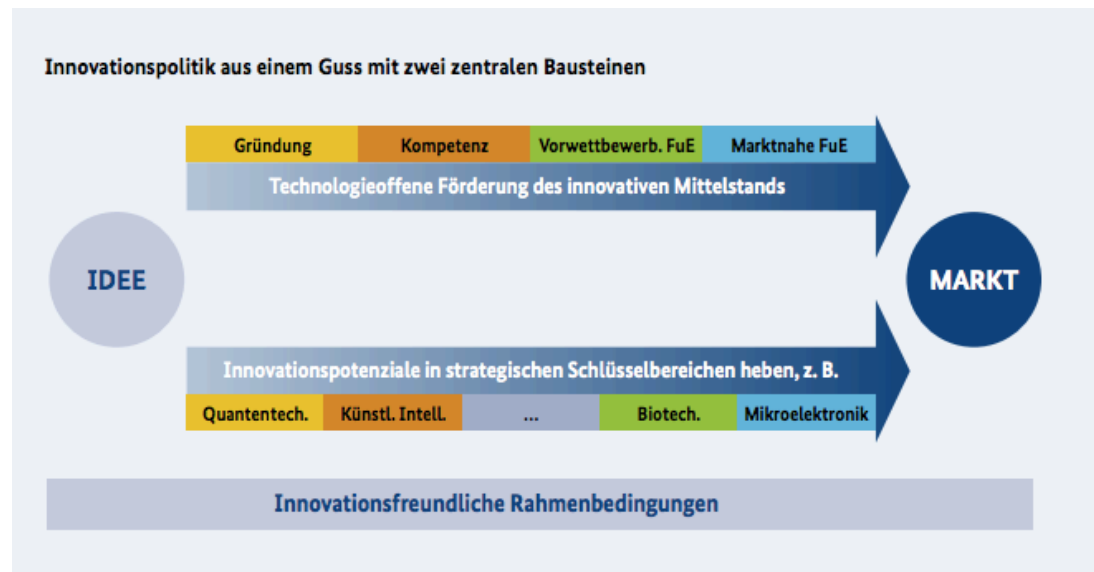 Innovationspolitik aus einem Guss mit zwei zentralen Bausteinen
Gründung Kompetenz Vorwettbewerb. FuE Marktnahe FuE
Technologieoffene Förderung des innovativen Mittelstands
IDEE
MARKT
Innovationspotenziale in strategischen Schlüsselbereichen heben, z. B.
Quantentech. Künstl. Intell. ... Biotech. Mikroelektronik
Innovationsfreundliche Rahmenbedingungen